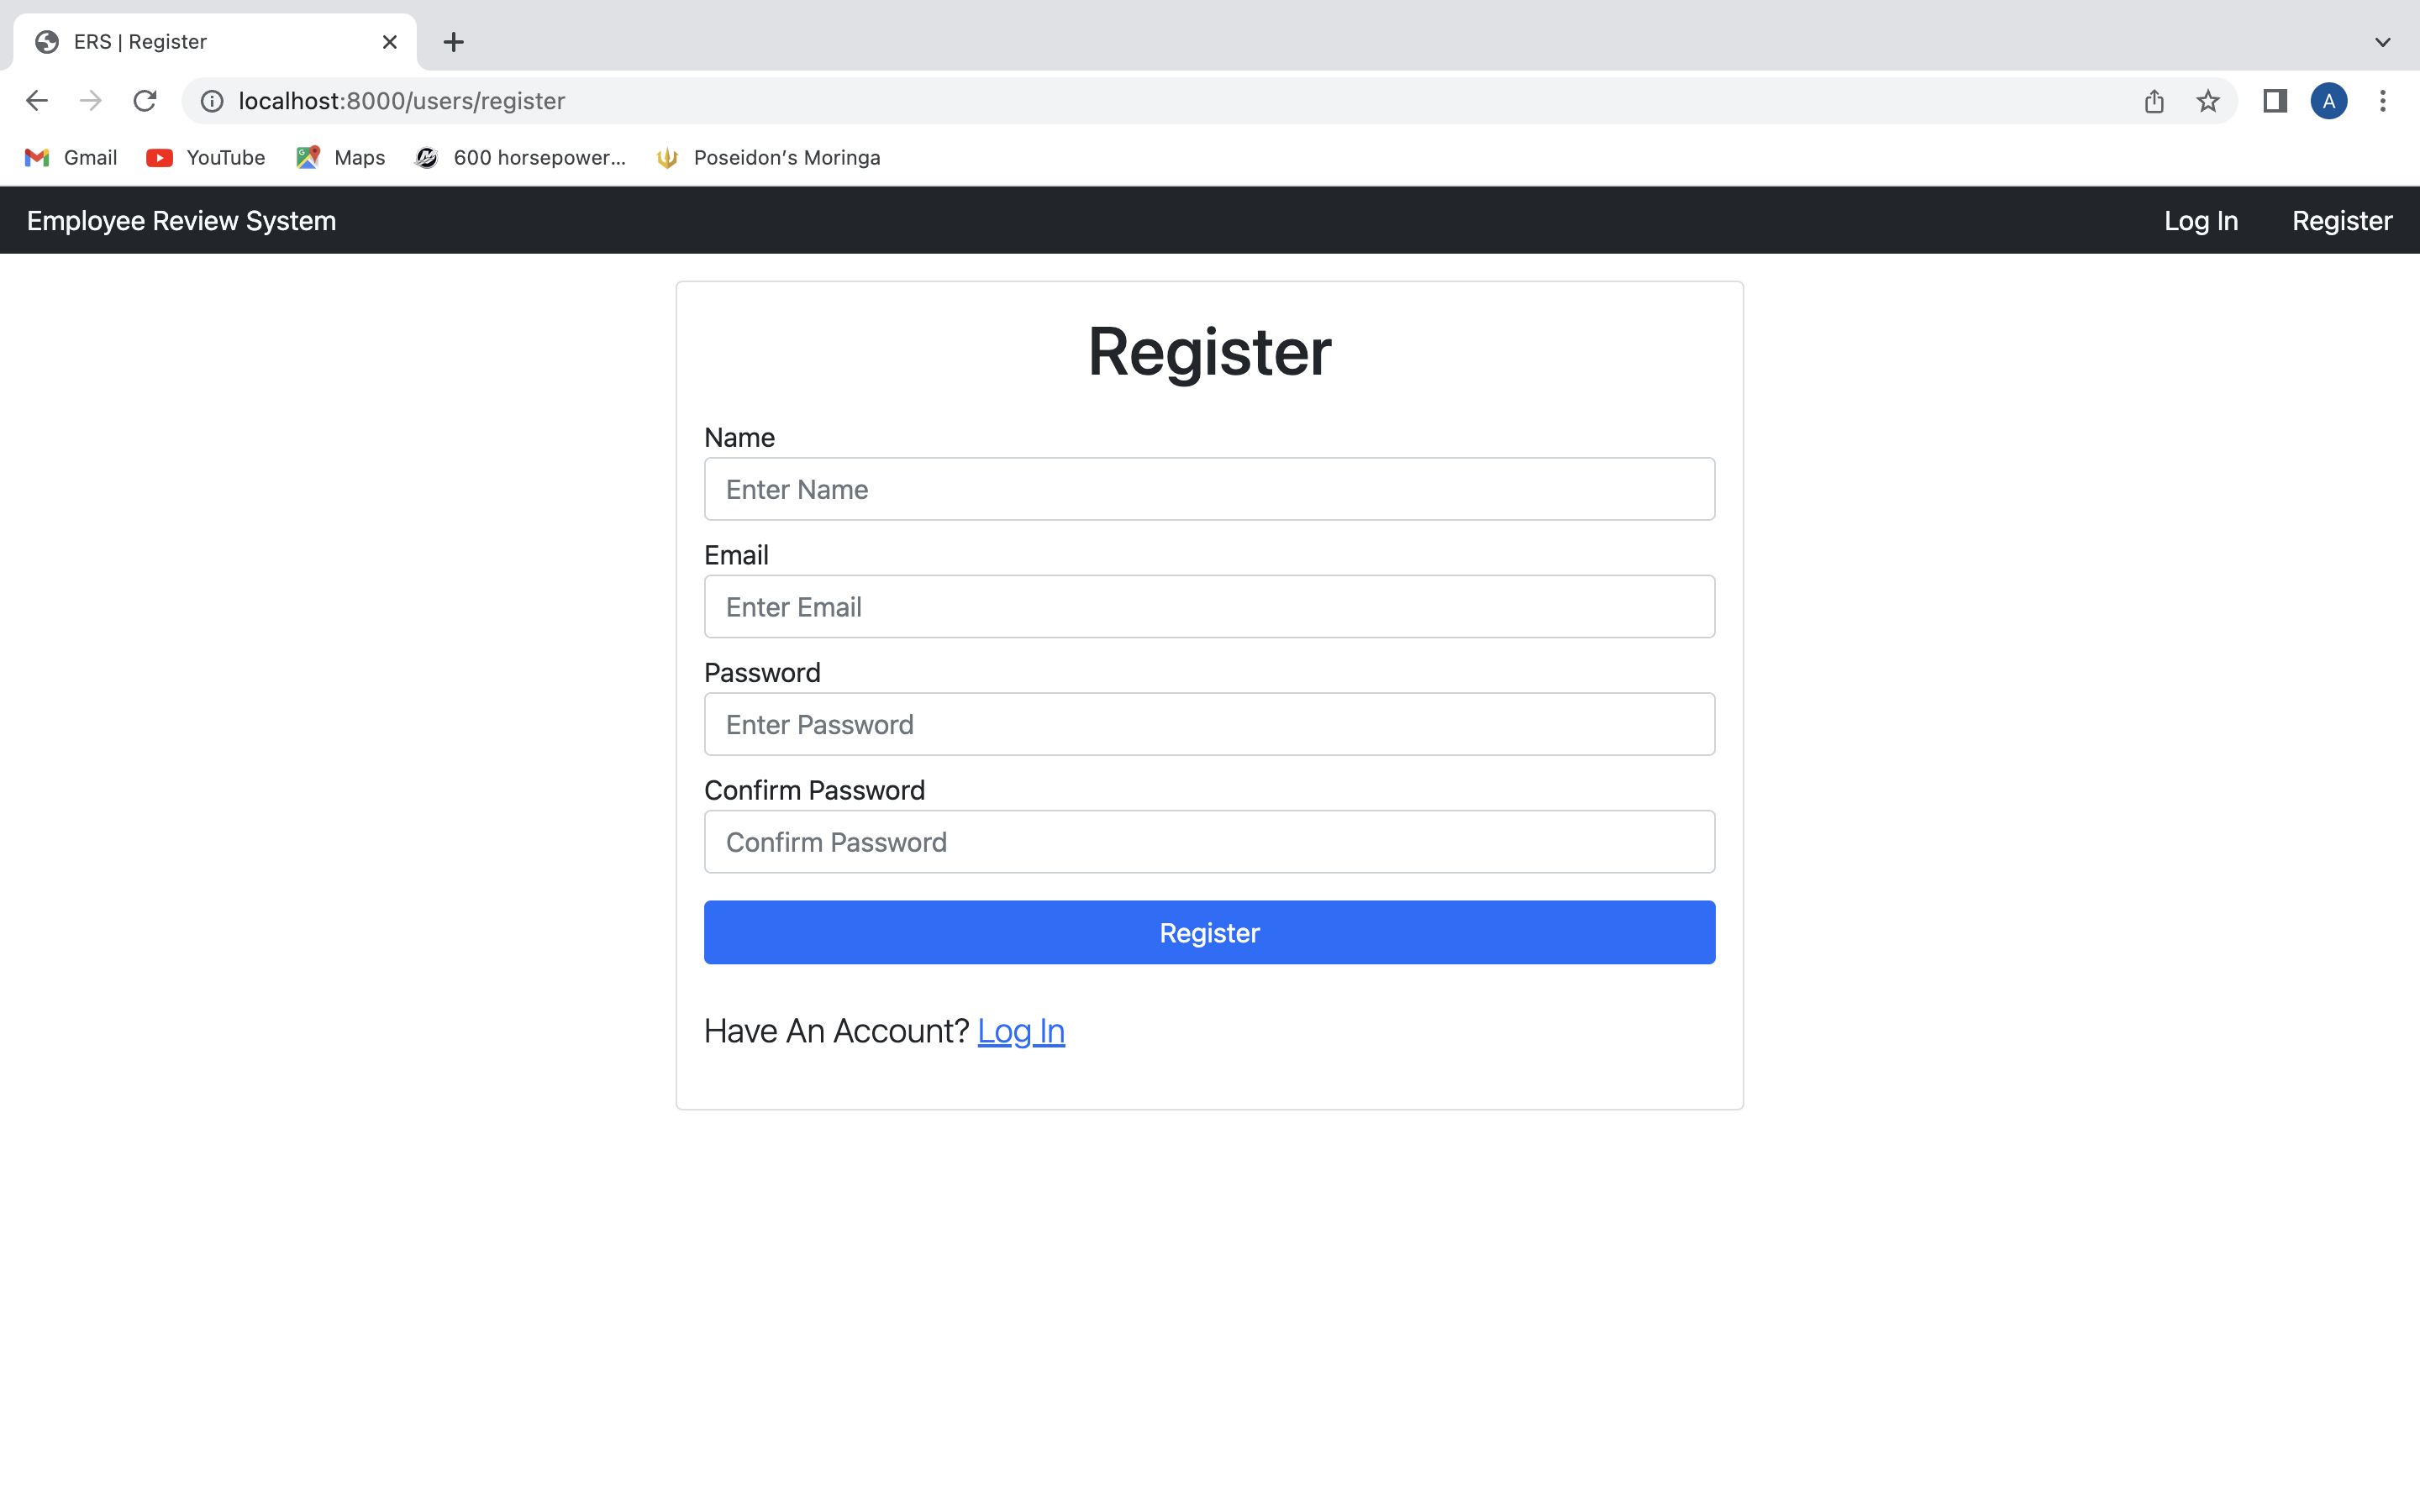 ERS | Register
localhost:8000/users/register
A
Gmail YouTube Maps 600 horsepower... Poseidon's Moringa
Employee Review System Log In Register
Register
Name
Enter Name
Email
Enter Email
Password
Enter Password
Confirm Password
Confirm Password
Register
Have An Account? Log In